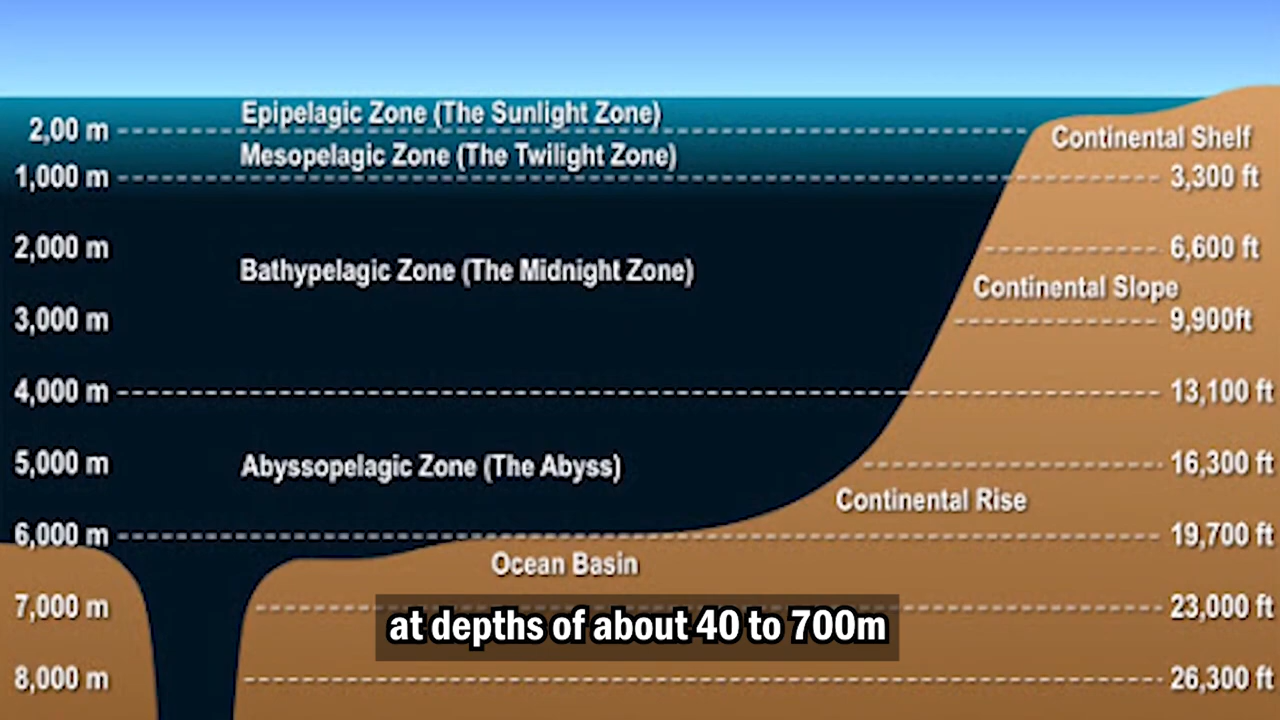 Epipelagic Zone (The Sunlight Zone)
2,00 m
Continental Shelf
Mesopelagic Zone (The Twilight Zone)
1,000 m
3,300 ft
2,000 m
6,600 ft
Bathypelagic Zone (The Midnight Zone)
Continental Slope
3,000 m
9,900ft
4,000 m
13,100 ft
5,000 m
Abyssopelagic Zone (The Abyss)
16,300 ft
Continental Rise
6,000 m
19,700 ft
Ocean Basin
7,000 m
23,000 ft
at depths of about 40 to 700m
8,000 m
26,300 ft